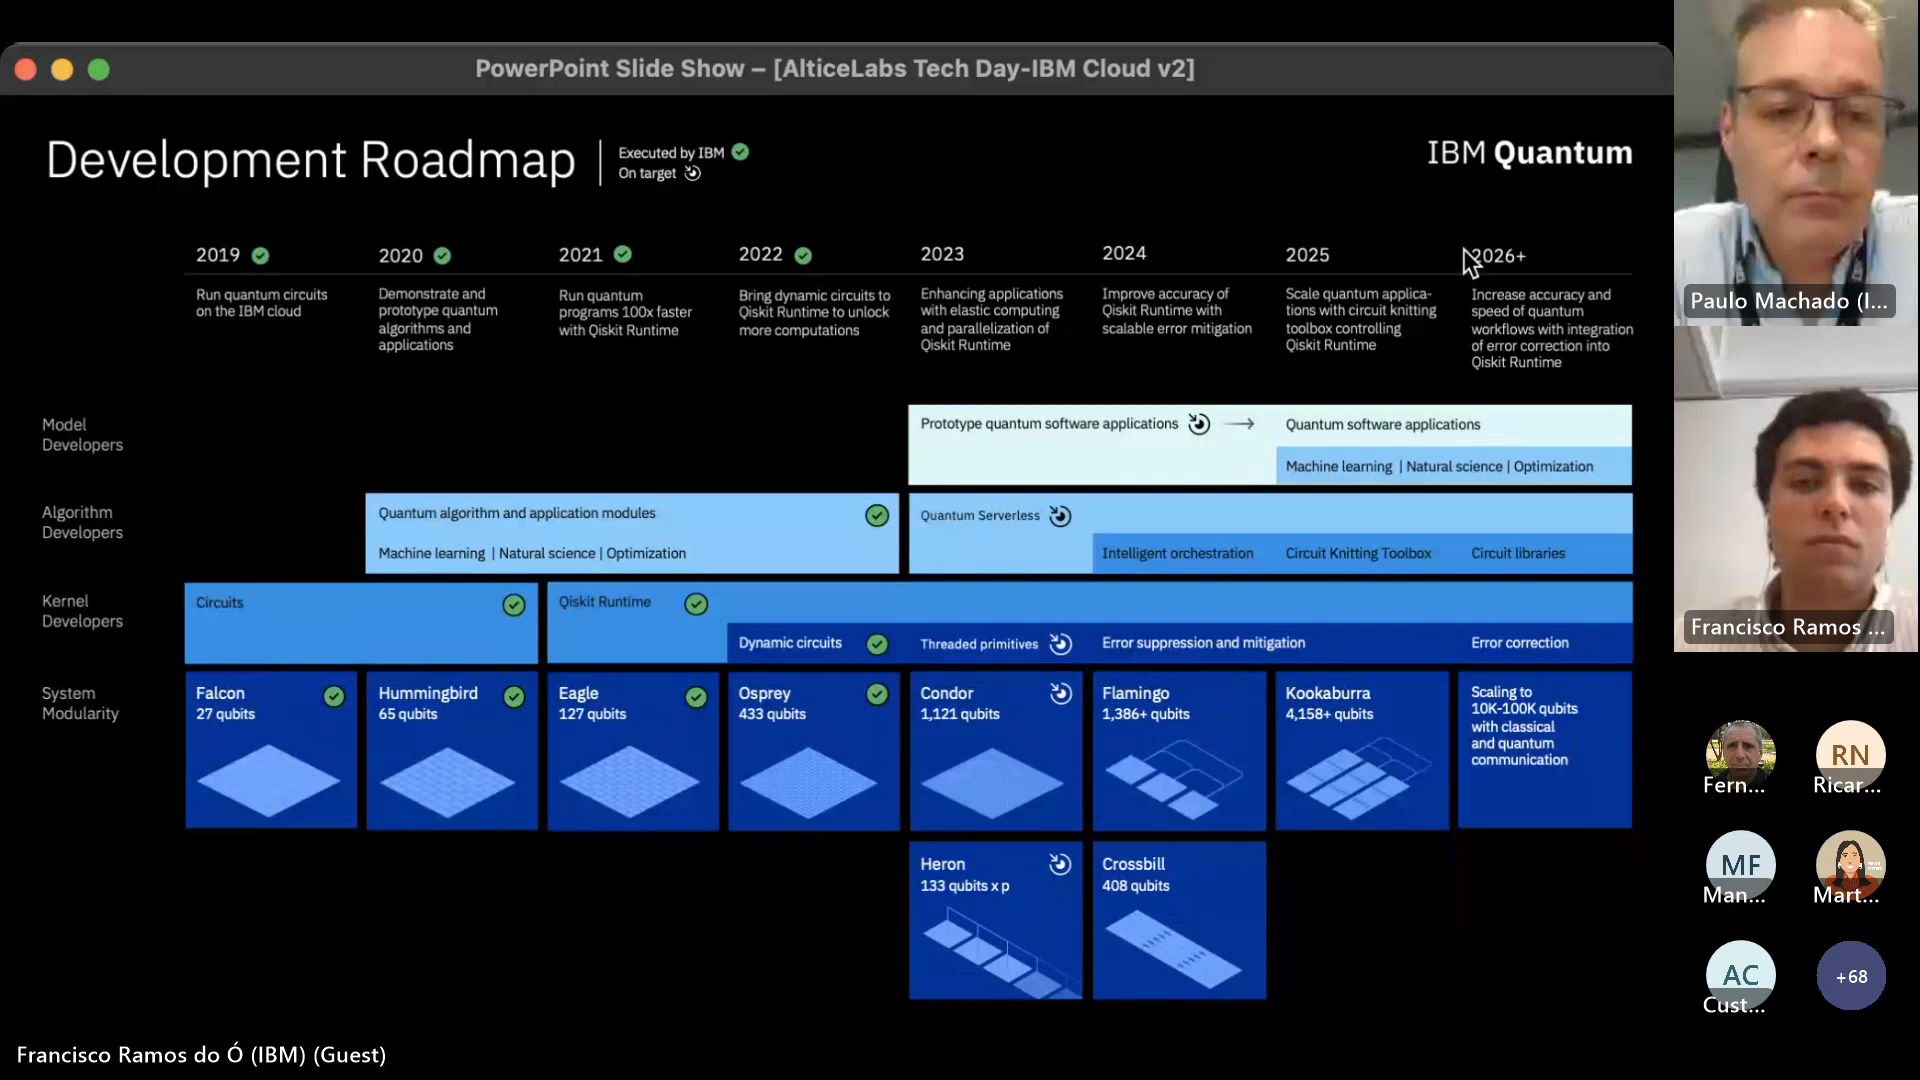 PowerPoint Slide Show – [AlticeLabs Tech Day-IBM Cloud v2]
Development Roadmap
Executed by IBM
On target
IBM Quantum
2019
2020
2021
2022
2023
2024
2025
2026+
Run quantum circuits
on the IBM cloud
Demonstrate and
prototype quantum
algorithms and
applications
Run quantum
programs 100x faster
with Qiskit Runtime
Bring dynamic circuits to
Qiskit Runtime to unlock
more computations
Enhancing applications
with elastic computing
and parallelization of
Qiskit Runtime
Improve accuracy of
Qiskit Runtime with
scalable error mitigation
Scale quantum applica-
tions with circuit knitting
toolbox controlling
Qiskit Runtime
Increase accuracy and
speed of quantum
workflows with integration
of error correction into
Qiskit Runtime
Model
Developers
Prototype quantum software applications →
Quantum software applications
Machine learning | Natural science | Optimization
Algorithm
Developers
Quantum algorithm and application modules
Machine learning | Natural science | Optimization
Quantum Serverless
Intelligent orchestration
Circuit Knitting Toolbox
Circuit libraries
Kernel
Developers
Circuits
Qiskit Runtime
Dynamic circuits
Threaded primitives
Error suppression and mitigation
Error correction
System
Modularity
Falcon
27 qubits
Hummingbird
65 qubits
Eagle
127 qubits
Osprey
433 qubits
Condor
1,121 qubits
Flamingo
1,386+ qubits
Kookaburra
4,158+ qubits
Scaling to
10K-100K qubits
with classical
and quantum
communication
Heron
133 qubits x p
Crossbill
408 qubits
Paulo Machado (I...
Francisco Ramos ...
Fern...
RN
Ricar...
MF
Man...
Mart...
AC
Cust...
+68
Francisco Ramos do Ó (IBM) (Guest)